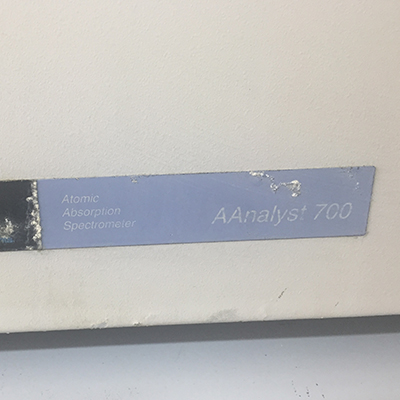 Atomic
Absorption
Spectrometer
AAnalyst 700